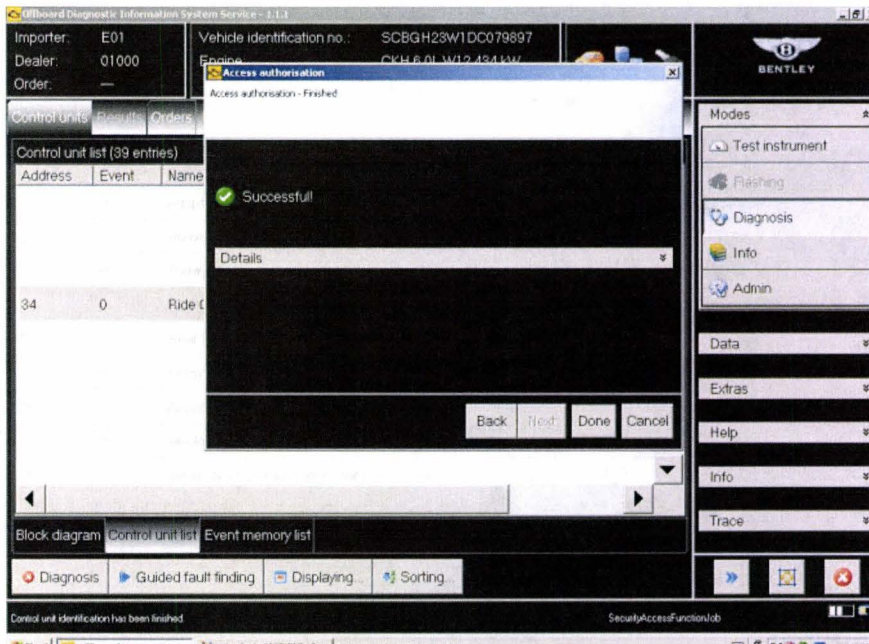 Offboard Diagnostic Information System Service - 1.1.1
Importer: E01
Dealer: 01000
Order: —
Vehicle identification no.: SCBGH23W1DC079897
Engine: CKH 6.0L W12 434 kW
BENTLEY
Access authorisation
Access authorisation - Finished
Control units Results Orders
Control unit list (39 entries)
Address Event Name
34 0 Ride
Successful!
Details
Back Next Done Cancel
Block diagram Control unit list Event memory list
Diagnosis Guided fault finding Displaying... Sorting...
Modes
Test instrument
Flashing
Diagnosis
Info
Admin
Data
Extras
Help
Info
Trace
Control unit identification has been finished.
SecurityAccessFunctionJob